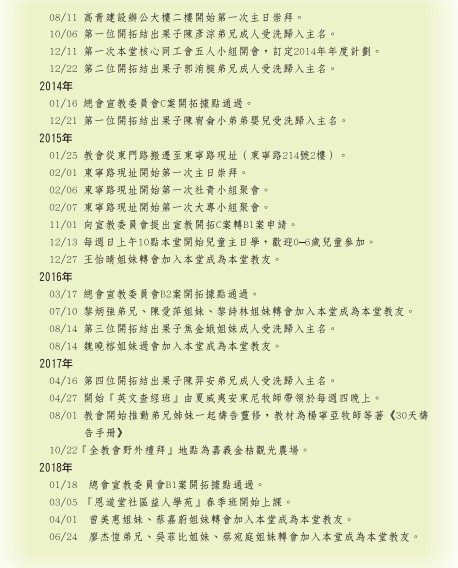 08/11 高青建設辦公大樓二樓開始第一次主日崇拜。
10/06 第一位開拓結出果子陳彥淙弟兄成人受洗歸入主名。
12/11 第一次本堂核心同工會五人小組開會，訂定2014年年度計劃。
12/22 第二位開拓結出果子郭洧樅弟兄成人受洗歸入主名。
2014年
01/16 總會宣教委員會C案開拓據點通過。
12/21 第一位開拓結出果子陳宥侖小弟弟嬰兒受洗歸入主名。
2015年
01/25 教會從東門路搬遷至東寧路現址（東寧路214號2樓）。
02/01 東寧路現址開始第一次主日崇拜。
02/06 東寧路現址開始第一次社青小組聚會。
02/07 東寧路現址開始第一次大專小組聚會。
11/01 向宣教委員會提出宣教開拓C案轉B1案申請。
12/13 每週日上午10點本堂開始兒童主日學，歡迎0─6歲兒童參加。
12/27 王怡晴姐妹轉會加入本堂成為本堂教友。
2016年
03/17 總會宣教委員會B2案開拓據點通過。
07/10 黎炳強弟兄、陳愛萍姐妹、黎詩林姐妹轉會加入本堂成為本堂教友。
08/14 第三位開拓結出果子焦金娥姐妹成人受洗歸入主名。
08/14 魏曉榕姐妹過會加入本堂成為本堂教友。
2017年
04/16 第四位開拓結出果子陳羿安弟兄成人受洗歸入主名。
04/27 開始『英文查經班』由夏威夷安東尼牧師帶領於每週四晚上。
08/01 教會開始推動弟兄姊妹一起禱告靈修，教材為楊寧亞牧師等著《30天禱
告手冊》
10/22『全教會野外禮拜』地點為嘉義金桔觀光農場。
2018年
01/18 總會宣教委員會B1案開拓據點通過。
03/05 『恩道堂社區益人學苑』春季班開始上課。
04/01 曾美惠姐妹、蔡嘉蔚姐妹轉會加入本堂成為本堂教友。
06/24 廖杰愷弟兄、吳菲比姐妹、蔡宛庭姐妹轉會加入本堂成為本堂教友。